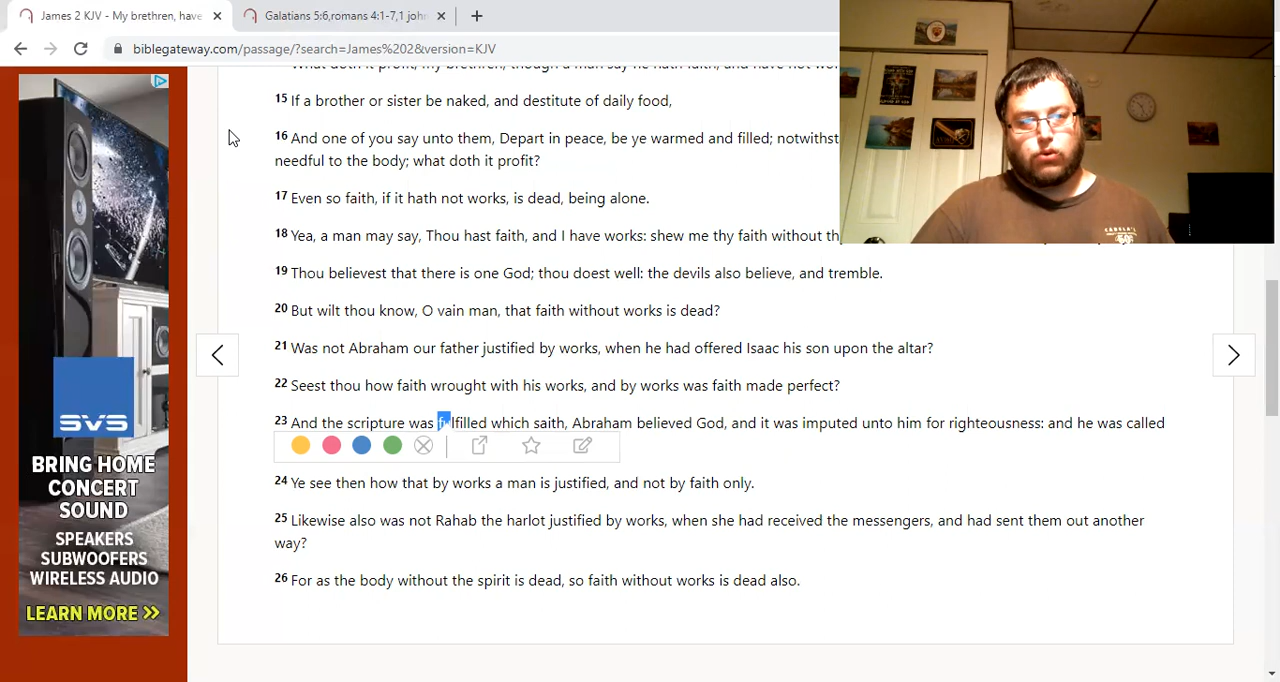 James 2 KJV - My brethren, have
Galatians 5:6,romans 4:1-7,1 joh
biblegateway.com/passage/?search=James%202&version=KJV
What doth it profit, my brethren, though a man say he hath faith, and have not
15 If a brother or sister be naked, and destitute of daily food,
16 And one of you say unto them, Depart in peace, be ye warmed and filled; notwithst
needful to the body; what doth it profit?
17 Even so faith, if it hath not works, is dead, being alone.
18 Yea, a man may say, Thou hast faith, and I have works: shew me thy faith without th
19 Thou believest that there is one God; thou doest well: the devils also believe, and tremble.
20 But wilt thou know, O vain man, that faith without works is dead?
21 Was not Abraham our father justified by works, when he had offered Isaac his son upon the altar?
22 Seest thou how faith wrought with his works, and by works was faith made perfect?
23 And the scripture was fulfilled which saith, Abraham believed God, and it was imputed unto him for righteousness: and he was called
24 Ye see then how that by works a man is justified, and not by faith only.
25 Likewise also was not Rahab the harlot justified by works, when she had received the messengers, and had sent them out another
way?
26 For as the body without the spirit is dead, so faith without works is dead also.
SVS
BRING HOME
CONCERT
SOUND
SPEAKERS
SUBWOOFERS
WIRELESS AUDIO
LEARN MORE >>
CABELA'S